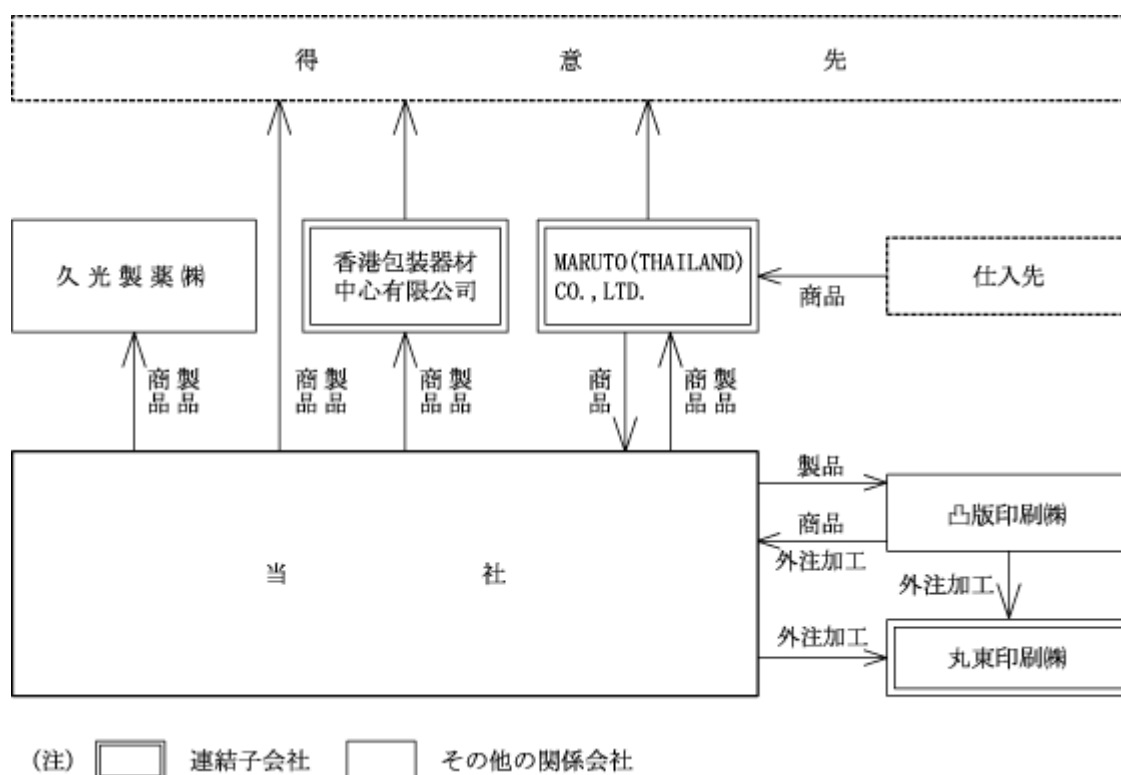 得意先
久光製薬㈱
香港包装器材
中心有限公司
MARUTO(THAILAND)
CO.,LTD.
仕入先
商品
商品 製品
商品 製品
商品 製品
商品
商品 製品
製品
凸版印刷㈱
商品
外注加工
外注加工
当社
外注加工
丸東印刷㈱
(注) 連結子会社 その他の関係会社